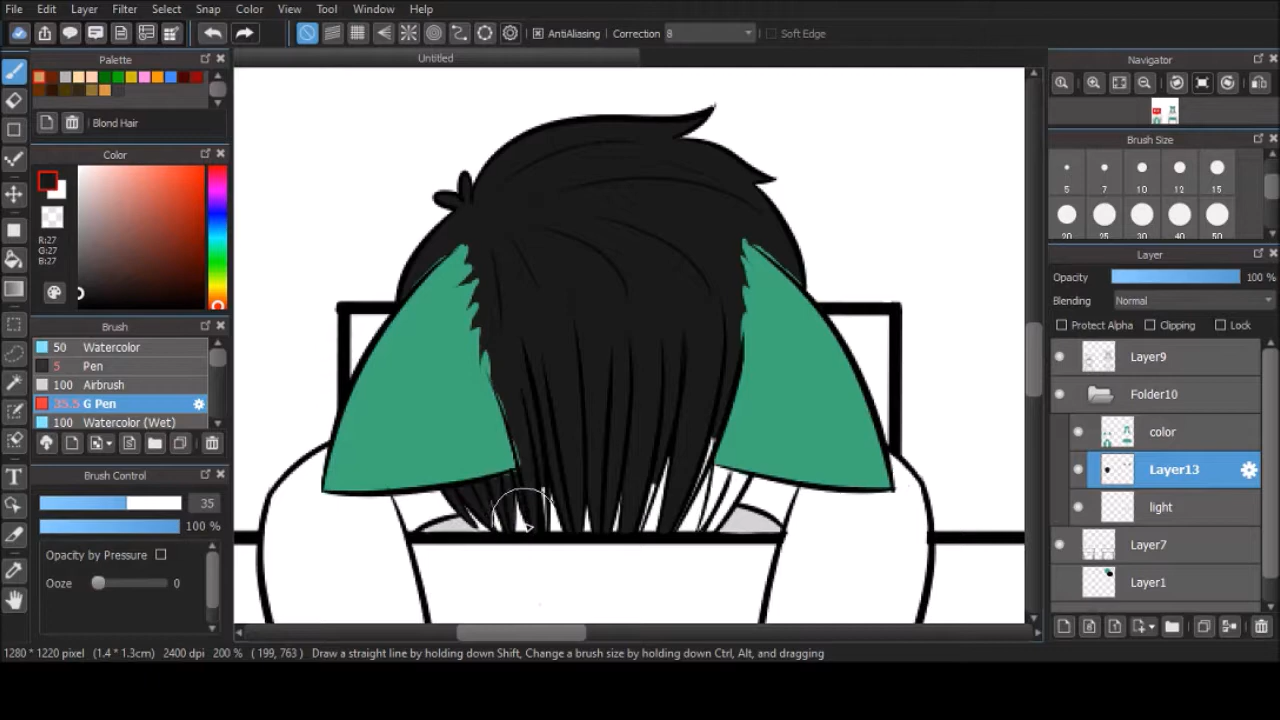 File Edit Layer Filter Select Snap Color View Tool Window Help
AntiAliasing Correction 8 Soft Edge
Palette
Blond Hair
Color
R:27
G:27
B:27
Brush
50 Watercolor
5 Pen
100 Airbrush
35.5 G Pen
100 Watercolor (Wet)
Brush Control
35
100 %
Opacity by Pressure
Ooze 0
Untitled
Navigator
Brush Size
5 7 10 12 15
20 25 30 40 50
Layer
Opacity 100 %
Blending Normal
Protect Alpha Clipping Lock
Layer9
Folder10
color
Layer13
light
Layer7
Layer1
1280 * 1220 pixel (1.4 * 1.3cm) 2400 dpi 200 % ( 199, 763 ) Draw a straight line by holding down Shift, Change a brush size by holding down Ctrl, Alt, and dragging